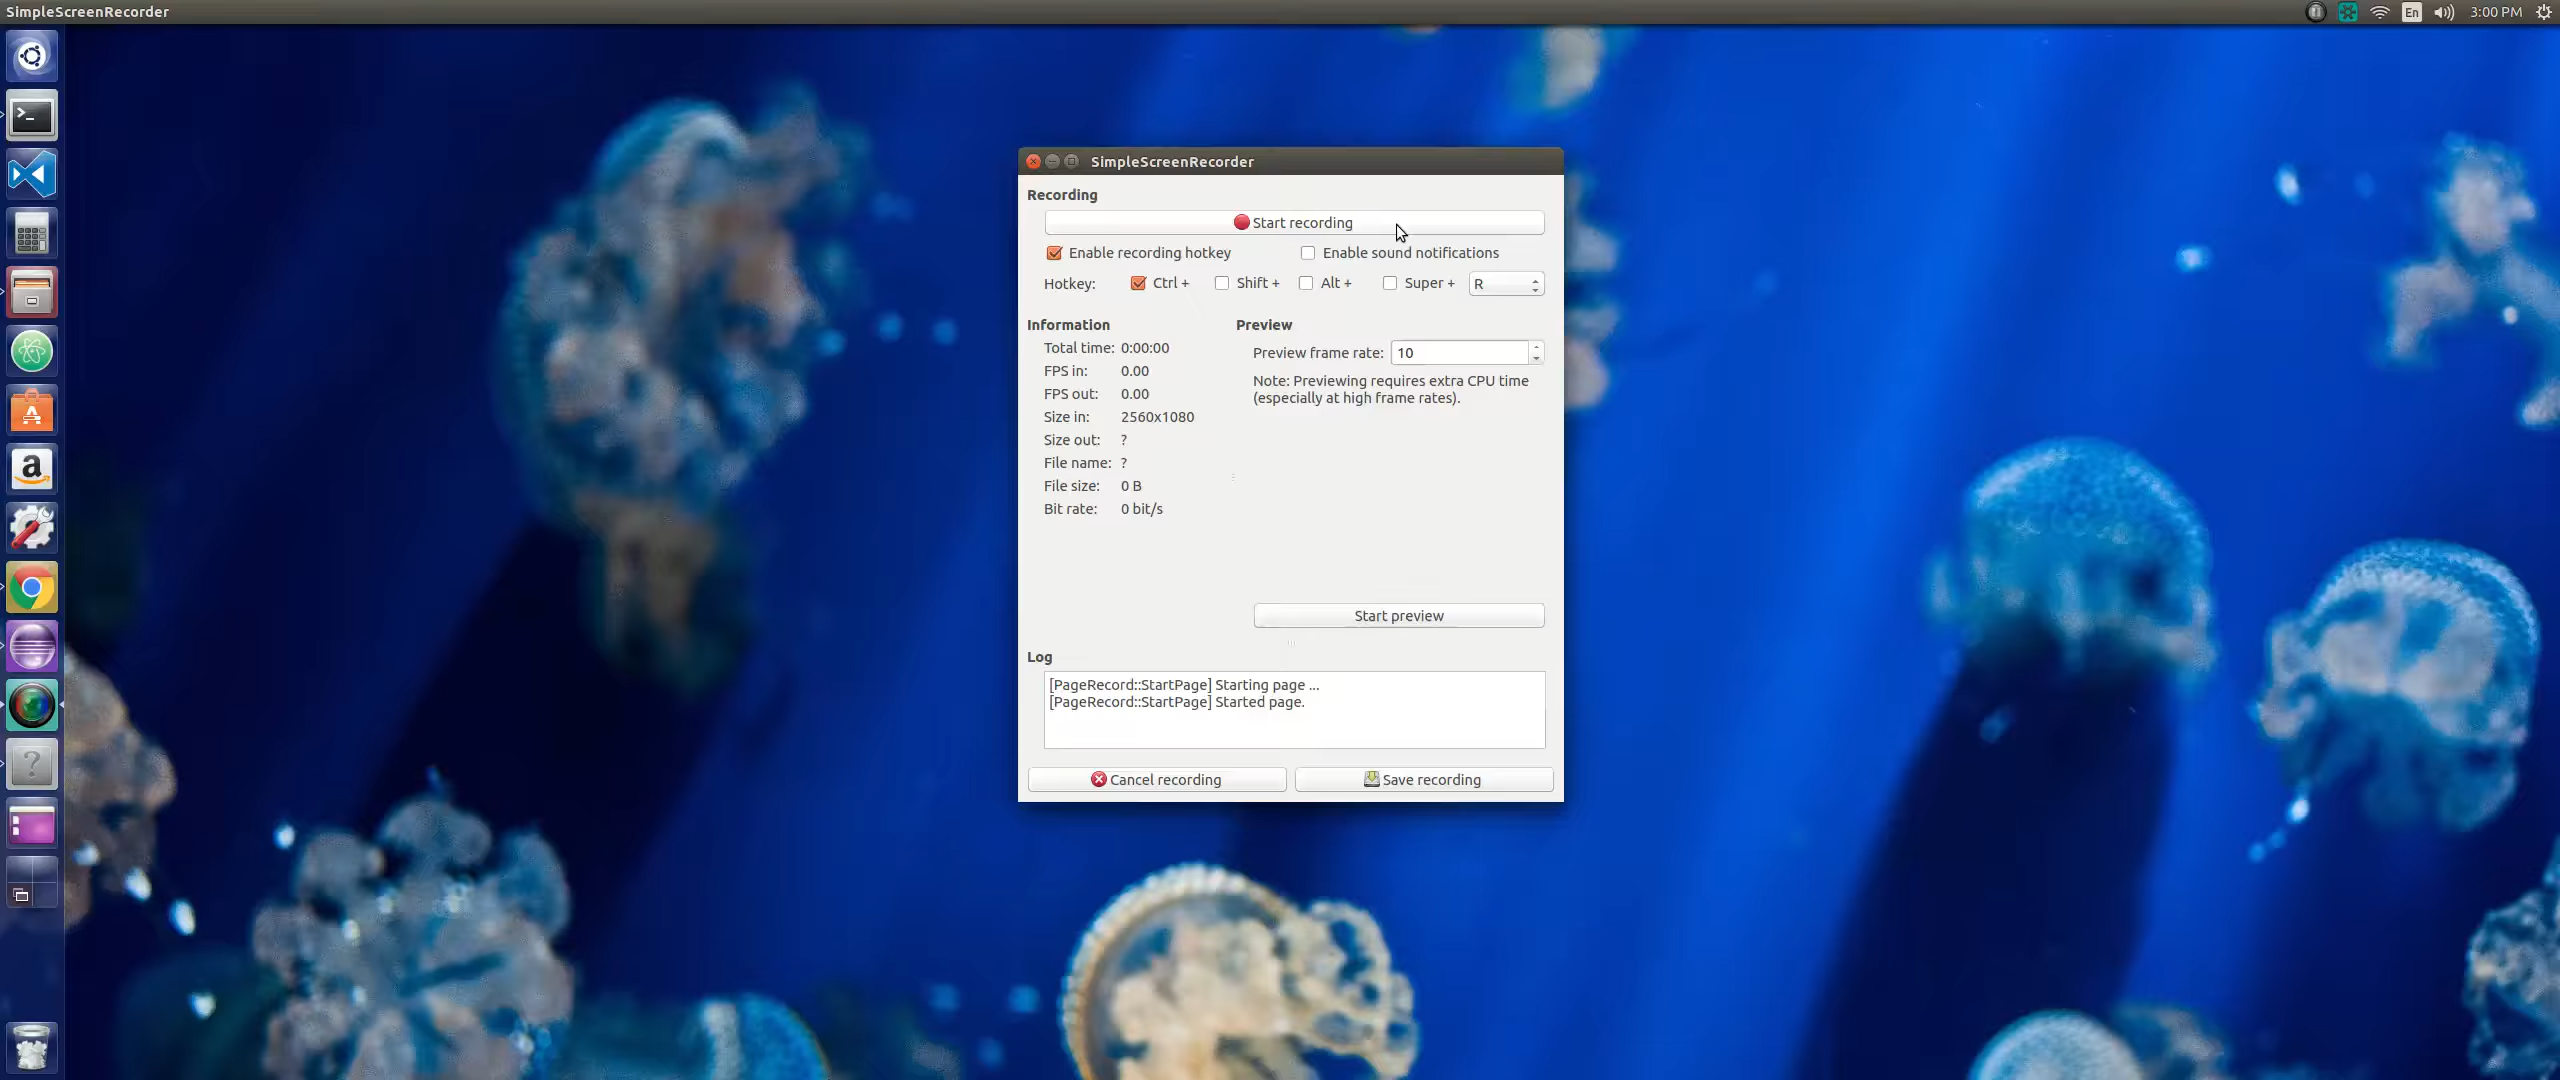 SimpleScreenRecorder
En
3:00 PM
SimpleScreenRecorder
Recording
Start recording
Enable recording hotkey
Enable sound notifications
Hotkey: Ctrl + Shift + Alt + Super + R
Information
Total time: 0:00:00
FPS in: 0.00
FPS out: 0.00
Size in: 2560x1080
Size out: ?
File name: ?
File size: 0 B
Bit rate: 0 bit/s
Preview
Preview frame rate: 10
Note: Previewing requires extra CPU time
(especially at high frame rates).
Start preview
Log
[PageRecord::StartPage] Starting page ...
[PageRecord::StartPage] Started page.
Cancel recording
Save recording